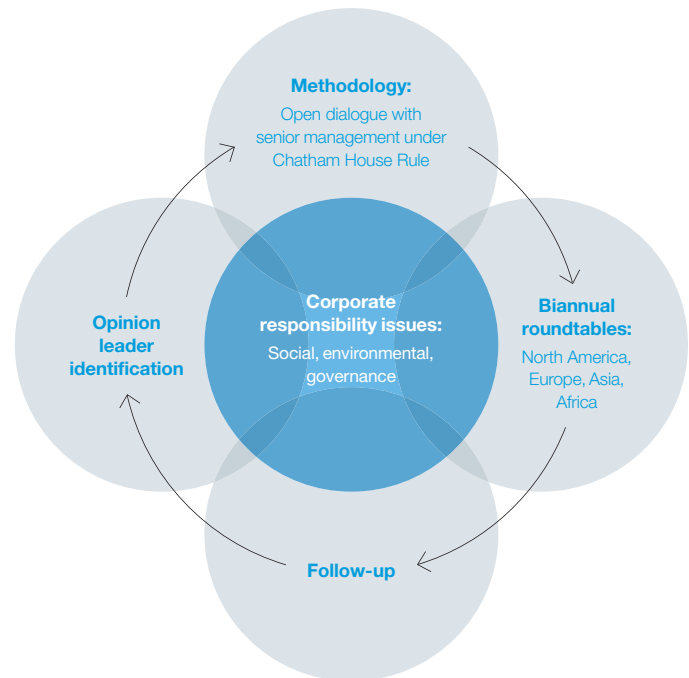 Methodology:
Open dialogue with
senior management under
Chatham House Rule
Corporate
responsibility issues:
Social, environmental,
governance
Biannual
roundtables:
North America,
Europe, Asia,
Africa
Opinion
leader
identification
Follow-up